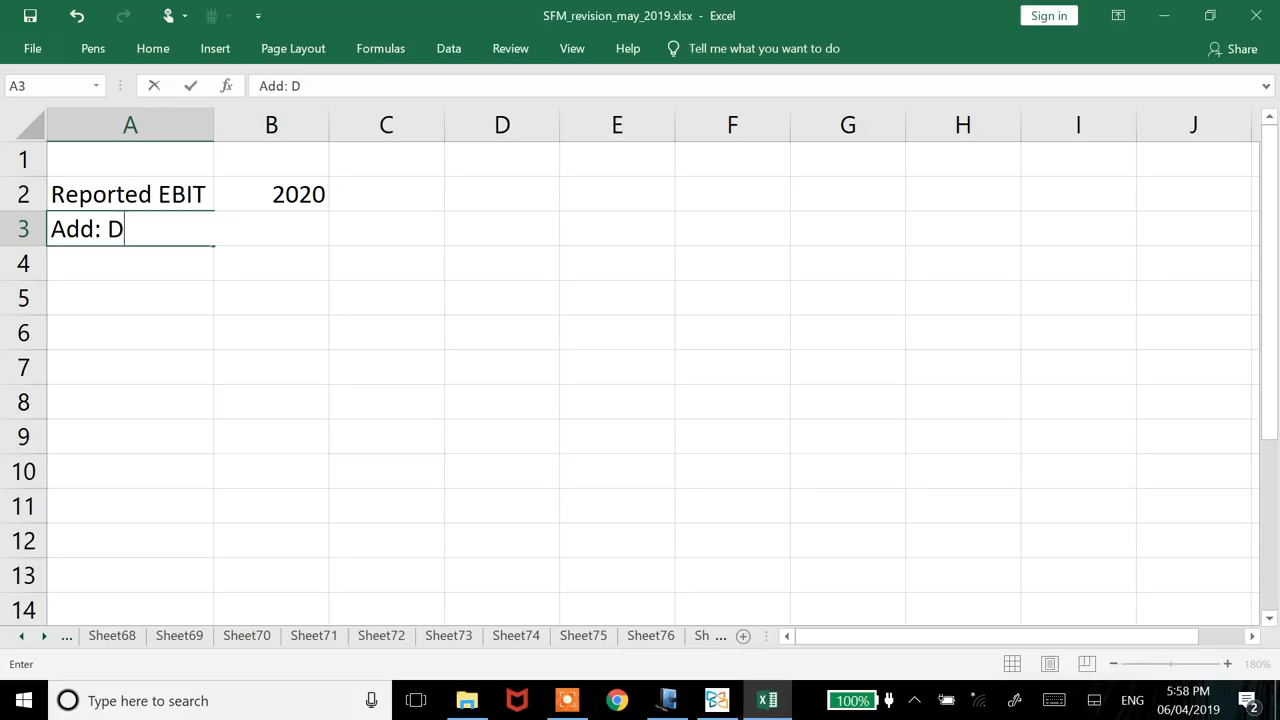 SFM_revision_may_2019.xlsx - Excel
Sign in
File Pens Home Insert Page Layout Formulas Data Review View Help Tell me what you want to do Share
A3 fx Add: D
A B C D E F G H I J
1
2 Reported EBIT 2020
3 Add: D
4
5
6
7
8
9
10
11
12
13
14
... Sheet68 Sheet69 Sheet70 Sheet71 Sheet72 Sheet73 Sheet74 Sheet75 Sheet76 Sh ...
Enter 180%
Type here to search 100% ENG 5:58 PM
06/04/2019 2